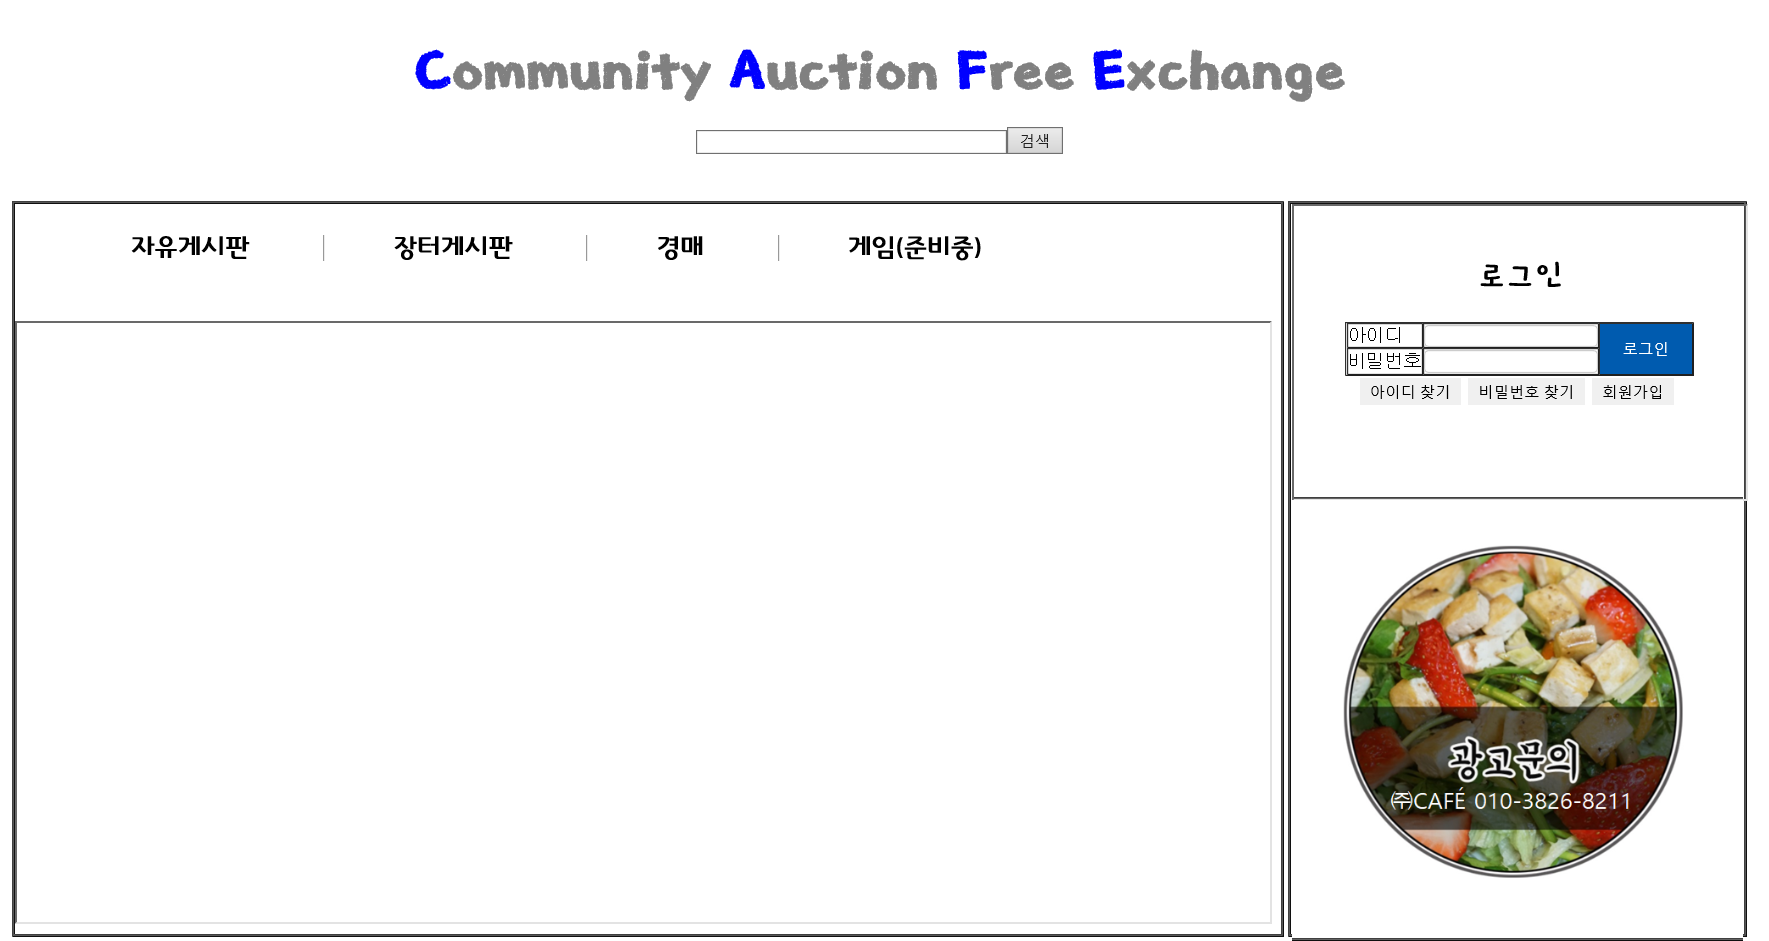 Community Auction Free Exchange
검색
자유게시판 장터게시판 경매 게임(준비중)
로그인
아이디
비밀번호
로그인
아이디 찾기 비밀번호 찾기 회원가입
광고문의
㈜CAFÉ 010-3826-8211